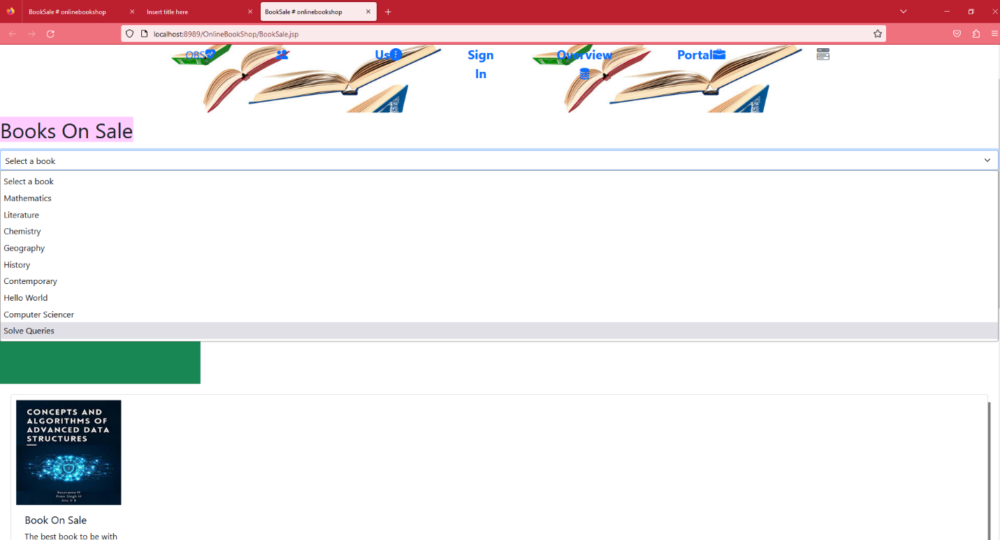 BookSale # onlinebookshop
Insert title here
BookSale # onlinebookshop
localhost:8989/OnlineBookShop/BookSale.jsp
OBS
Us
Sign
In
Overview
Portal
Books On Sale
Select a book
Select a book
Mathematics
Literature
Chemistry
Geography
History
Contemporary
Hello World
Computer Sciencer
Solve Queries
CONCEPTS AND
ALGORITHMS OF
ADVANCED DATA
STRUCTURES
Basavanna M
Prem Singh M
Anu V B
Book On Sale
The best book to be with